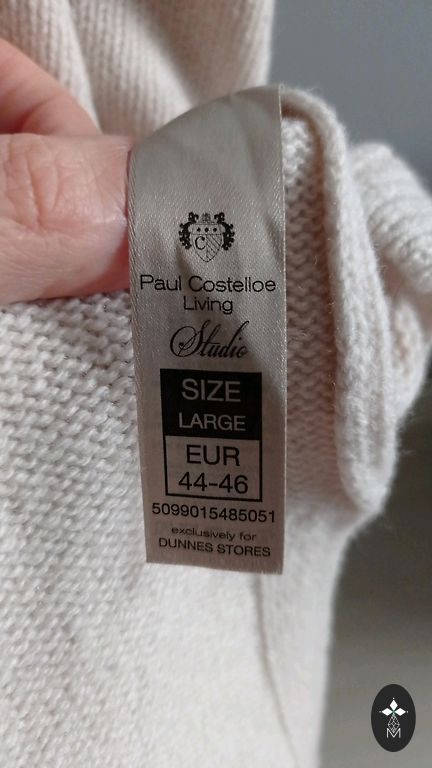 C
Paul Costelloe
Living
Studio
SIZE
LARGE
EUR
44-46
5099015485051
exclusively for
DUNNES STORES
M